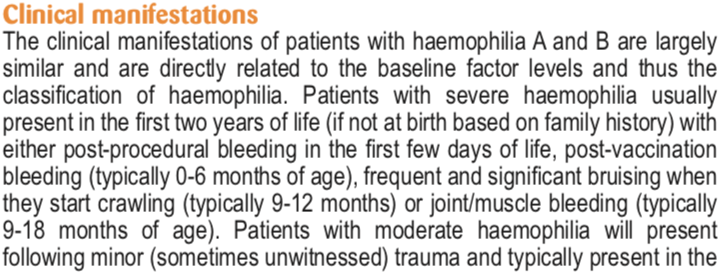 Clinical manifestations
The clinical manifestations of patients with haemophilia A and B are largely
similar and are directly related to the baseline factor levels and thus the
classification of haemophilia. Patients with severe haemophilia usually
present in the first two years of life (if not at birth based on family history) with
either post-procedural bleeding in the first few days of life, post-vaccination
bleeding (typically 0-6 months of age), frequent and significant bruising when
they start crawling (typically 9-12 months) or joint/muscle bleeding (typically
9-18 months of age). Patients with moderate haemophilia will present
following minor (sometimes unwitnessed) trauma and typically present in the